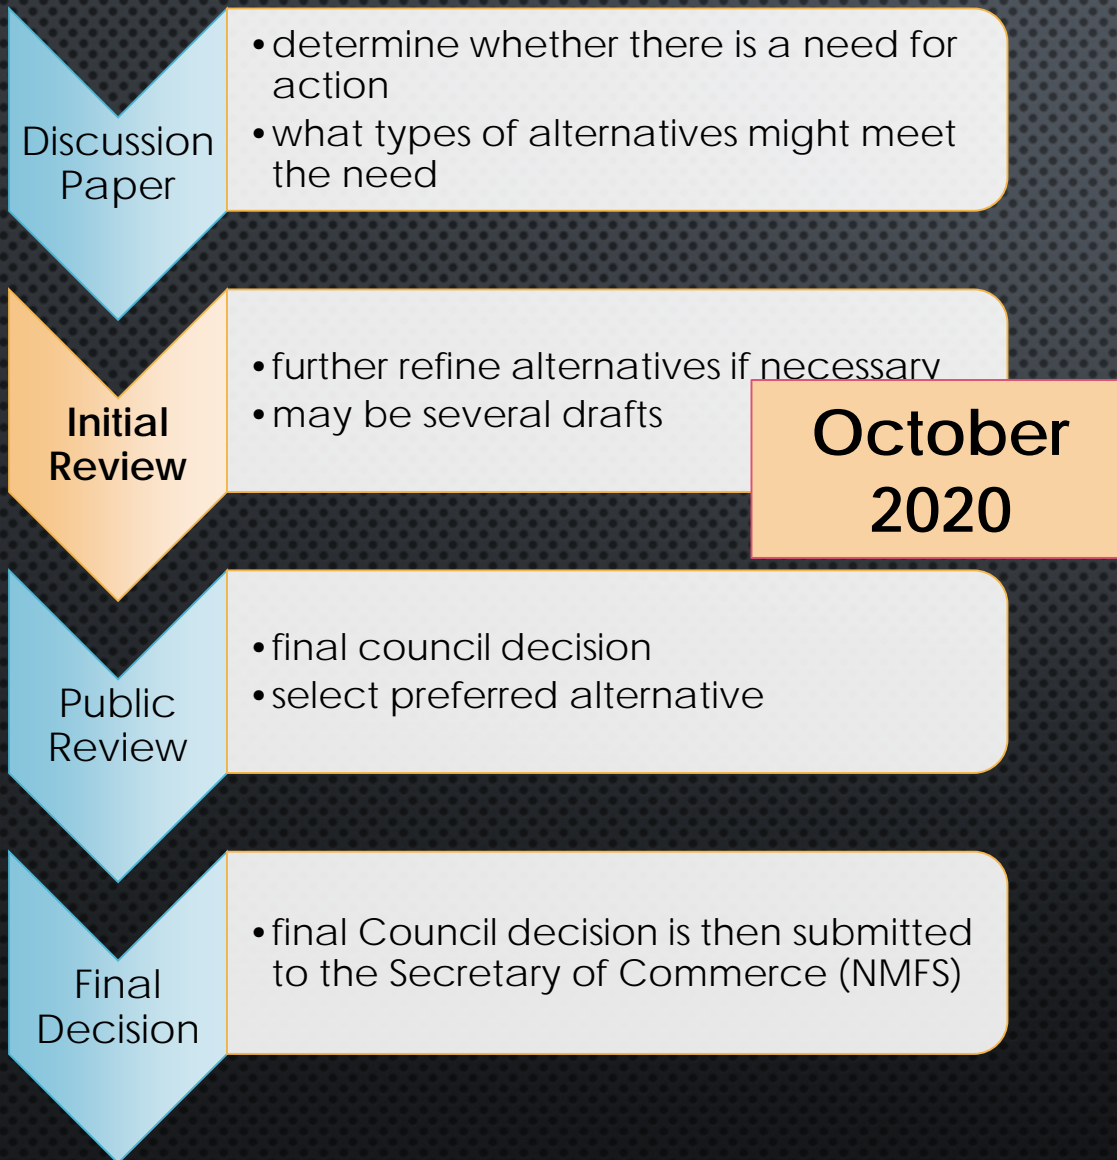 Discussion
Paper
•determine whether there is a need for
action
•what types of alternatives might meet
the need
Initial
Review
•further refine alternatives if necessary
•may be several drafts
October
2020
Public
Review
•final council decision
•select preferred alternative
Final
Decision
•final Council decision is then submitted
to the Secretary of Commerce (NMFS)